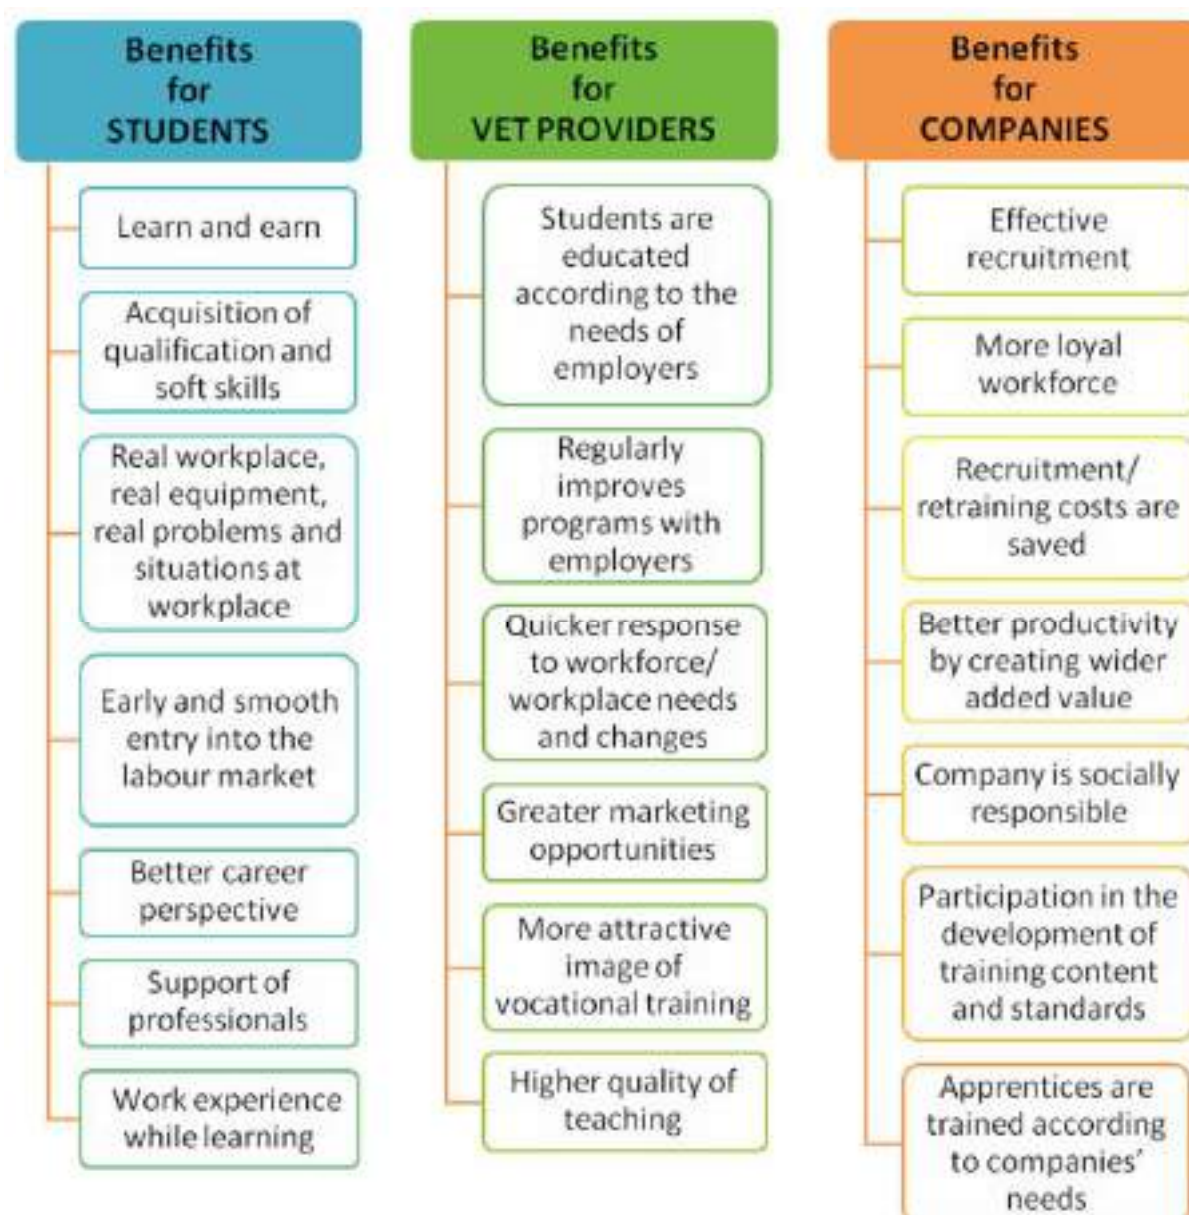 Benefits
for
STUDENTS
Learn and earn
Acquisition of
qualification and
soft skills
Real workplace,
real equipment,
real problems and
situations at
workplace
Early and smooth
entry into the
labour market
Better career
perspective
Support of
professionals
Work experience
while learning
Benefits
for
VET PROVIDERS
Students are
educated
according to the
needs of
employers
Regularly
improves
programs with
employers
Quicker response
to workforce/
workplace needs
and changes
Greater marketing
opportunities
More attractive
image of
vocational training
Higher quality of
teaching
Benefits
for
COMPANIES
Effective
recruitment
More loyal
workforce
Recruitment/
retraining costs are
saved
Better productivity
by creating wider
added value
Company is socially
responsible
Participation in the
development of
training content
and standards
Apprentices are
trained according
to companies’
needs